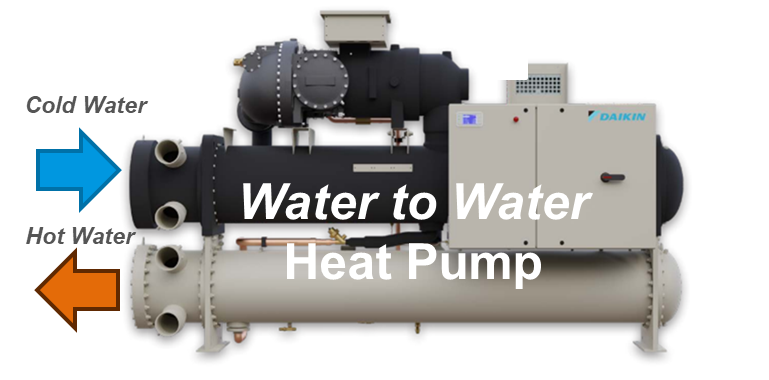 Cold Water
DAIKIN
Water to Water
Hot Water
Heat Pump